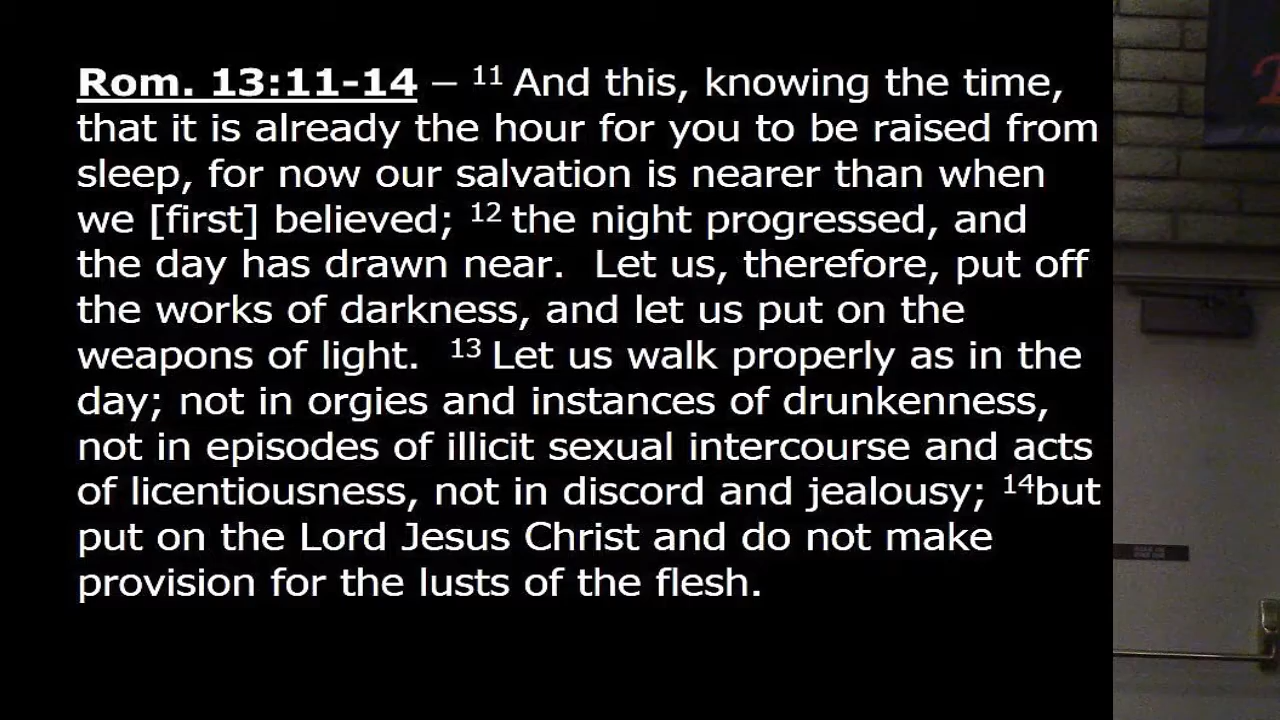 Rom. 13:11-14 – 11 And this, knowing the time,
that it is already the hour for you to be raised from
sleep, for now our salvation is nearer than when
we [first] believed; 12 the night progressed, and
the day has drawn near.  Let us, therefore, put off
the works of darkness, and let us put on the
weapons of light.  13 Let us walk properly as in the
day; not in orgies and instances of drunkenness,
not in episodes of illicit sexual intercourse and acts
of licentiousness, not in discord and jealousy; 14but
put on the Lord Jesus Christ and do not make
provision for the lusts of the flesh.